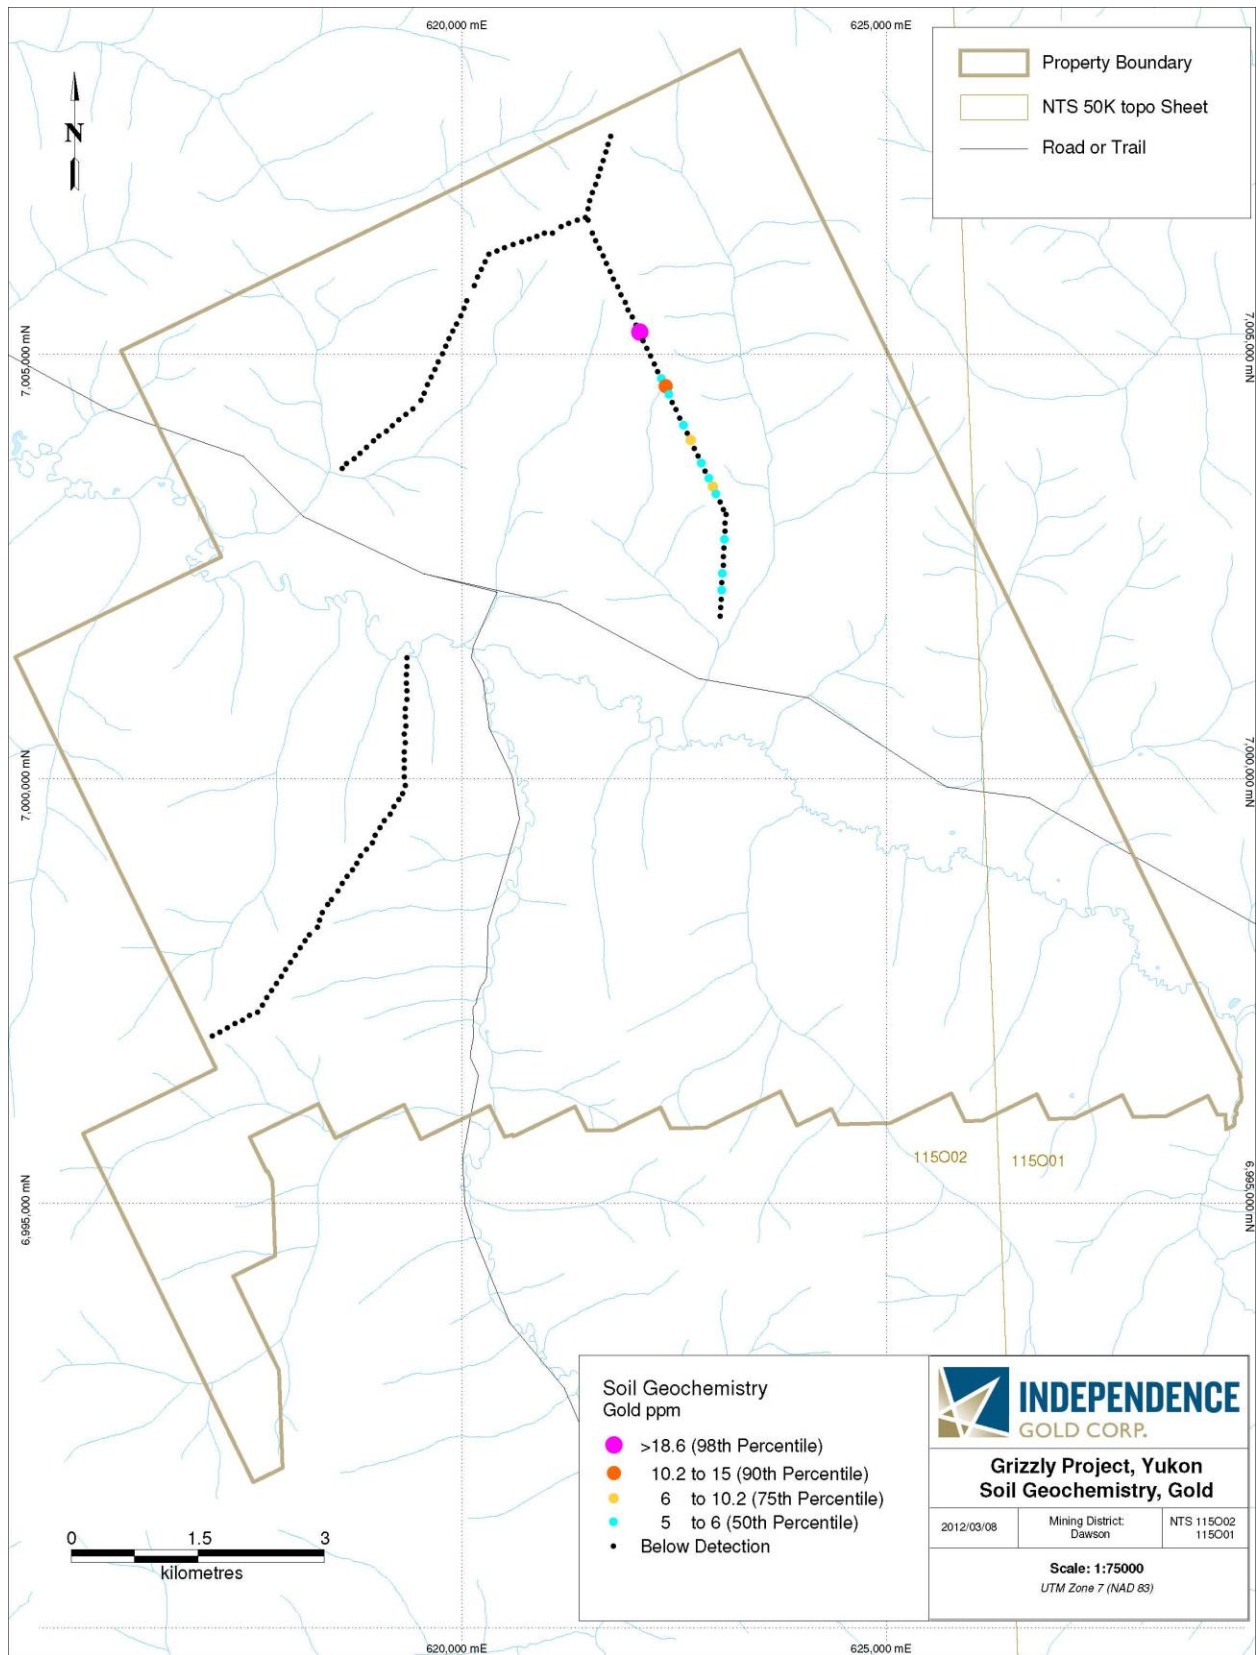 620,000 mE
625,000 mE
Property Boundary
NTS 50K topo Sheet
Road or Trail
N
7,005,000 mN
7,005,000 mN
7,000,000 mN
7,000,000 mN
115O02
115O01
6,995,000 mN
6,995,000 mN
Soil Geochemistry
Gold ppm
>18.6 (98th Percentile)
10.2 to 15 (90th Percentile)
6 to 10.2 (75th Percentile)
5 to 6 (50th Percentile)
Below Detection
INDEPENDENCE
GOLD CORP.
Grizzly Project, Yukon
Soil Geochemistry, Gold
2012/03/08
Mining District:
Dawson
NTS 115O02
115O01
Scale: 1:75000
UTM Zone 7 (NAD 83)
0 1.5 3
kilometres
620,000 mE
625,000 mE